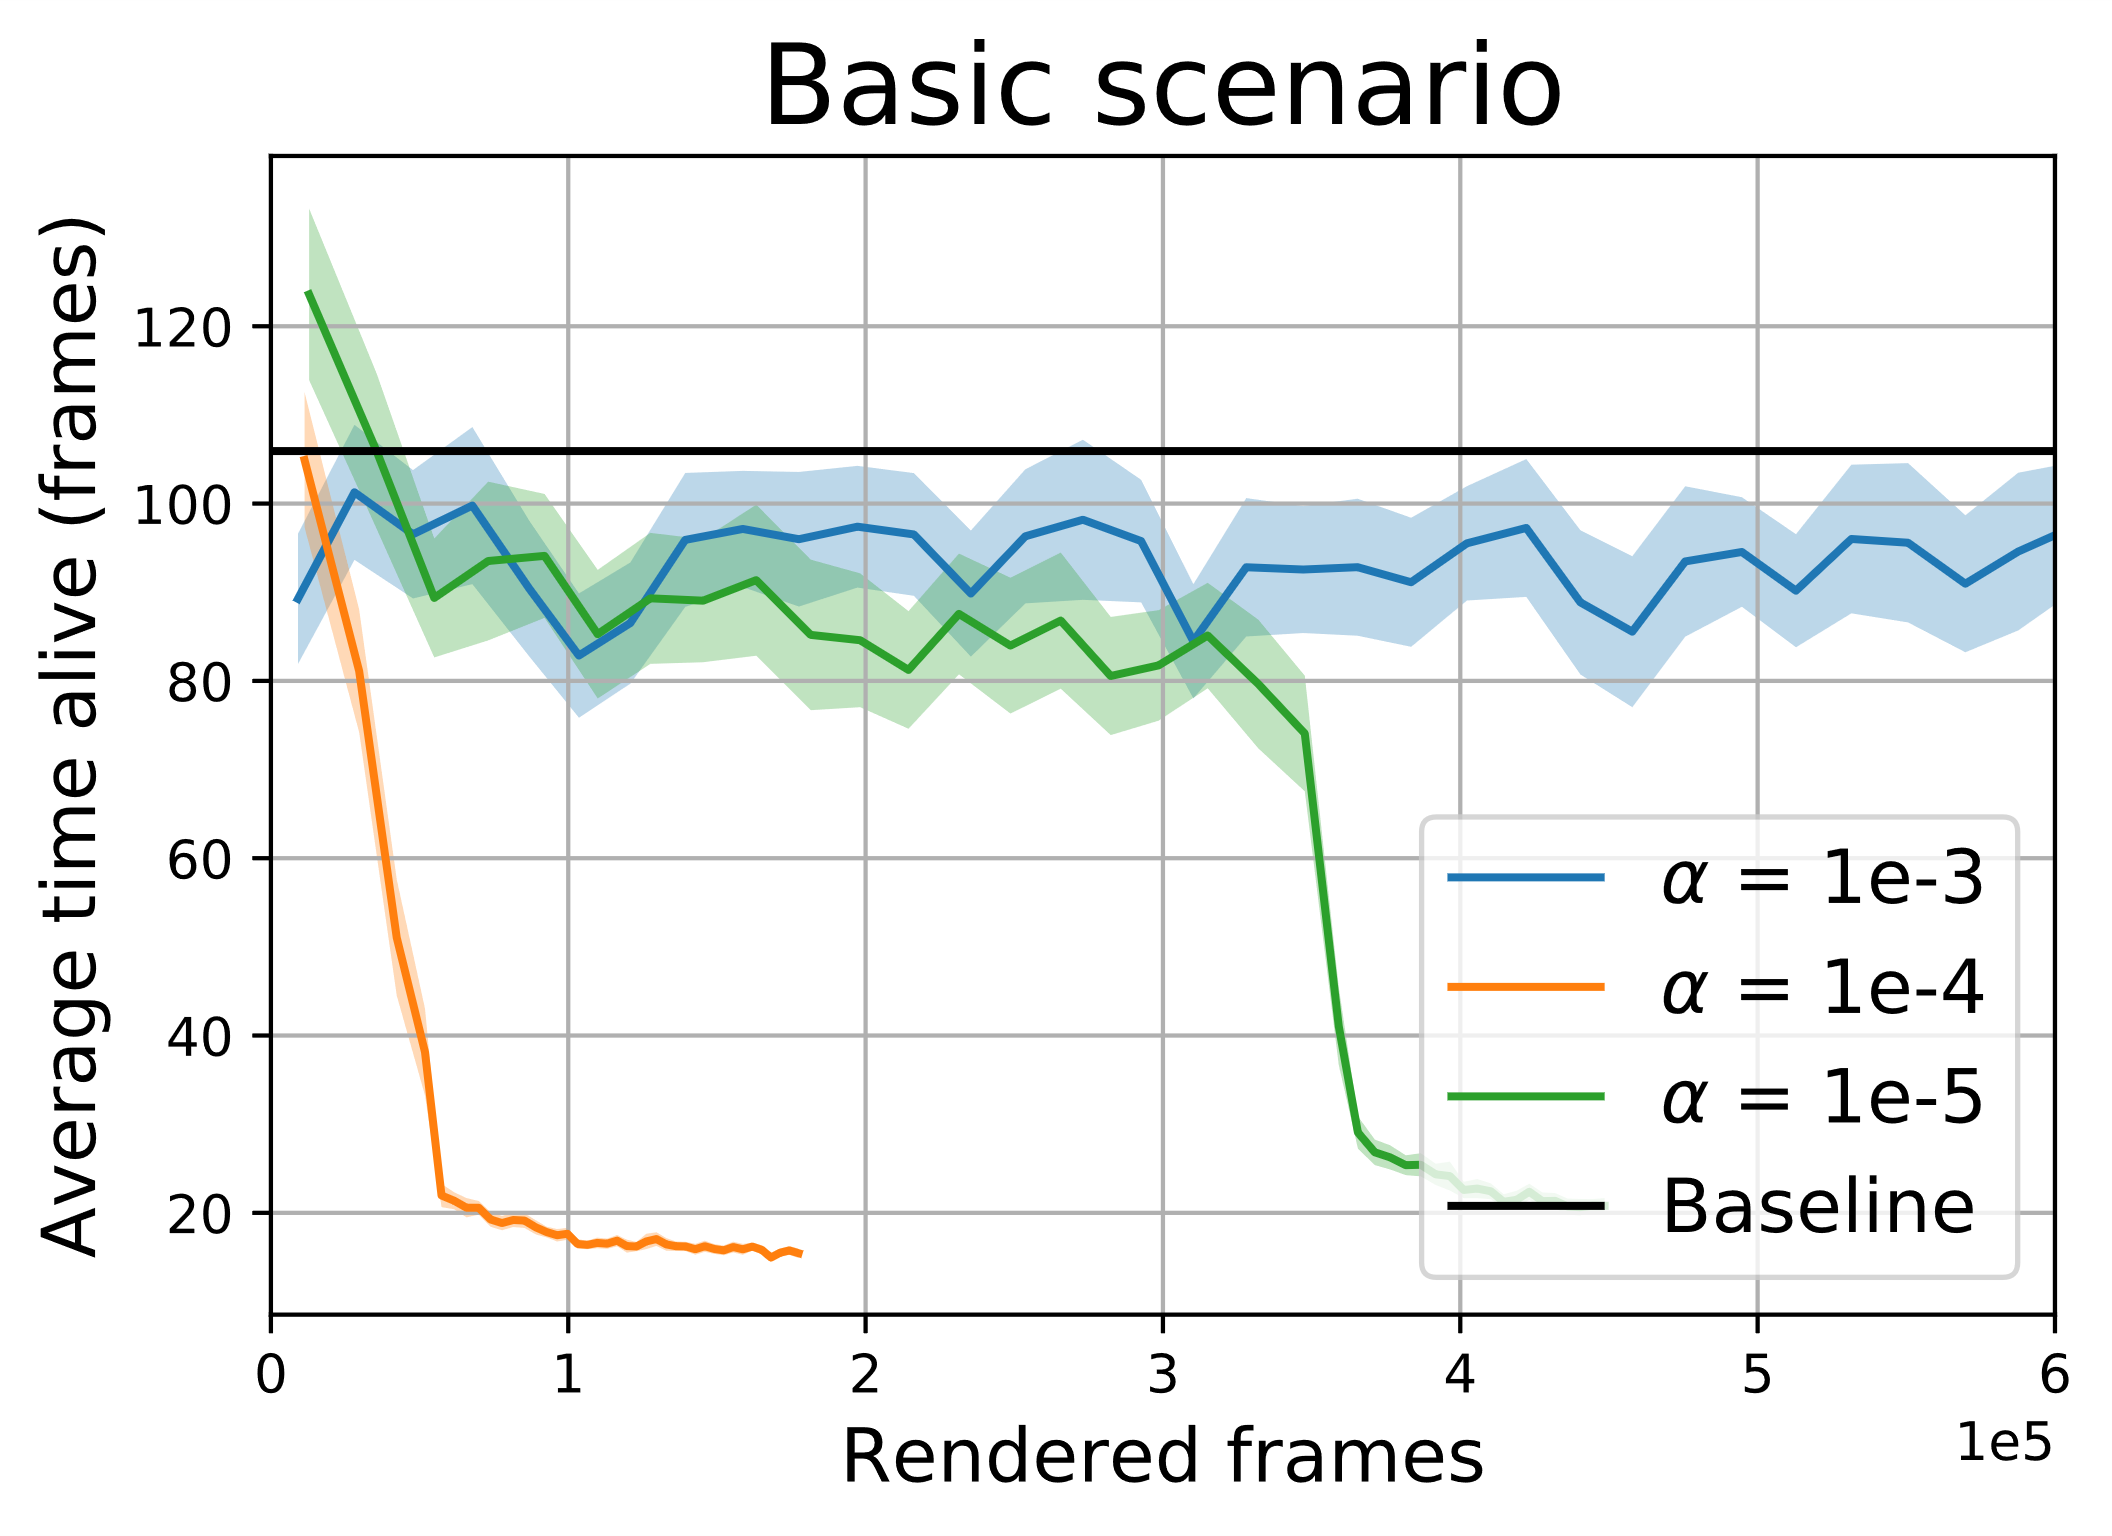 Basic scenario
Average time alive (frames)
120
100
80
60
40
20
α = 1e-3
α = 1e-4
α = 1e-5
Baseline
0 1 2 3 4 5 6
1e5
Rendered frames